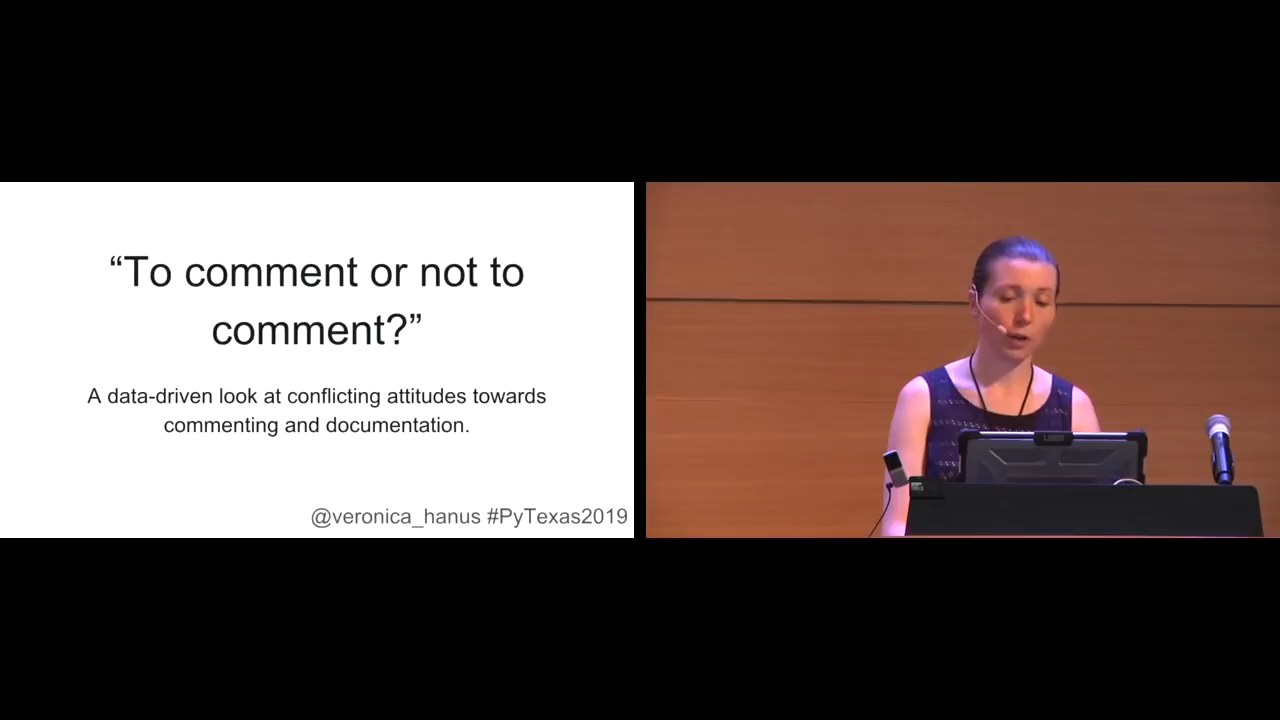 “To comment or not to
comment?”
A data-driven look at conflicting attitudes towards
commenting and documentation.
@veronica_hanus #PyTexas2019